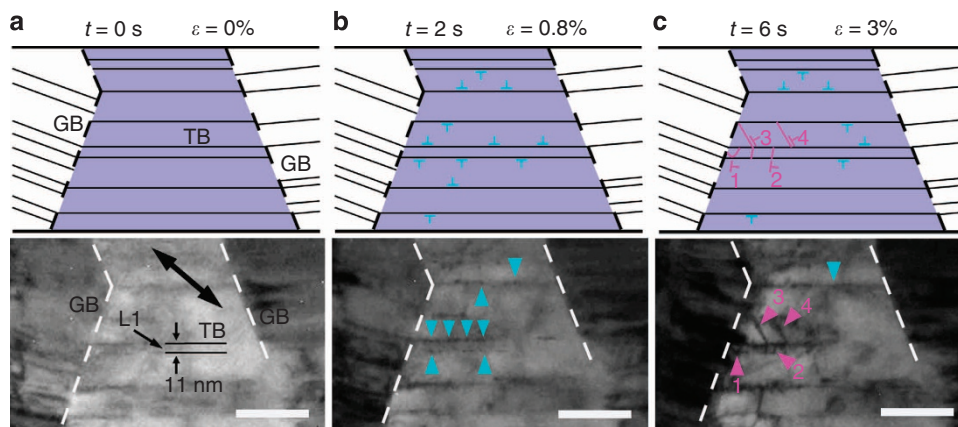 a t = 0 s ε = 0%
b t = 2 s ε = 0.8%
c t = 6 s ε = 3%
GB
TB
GB
3
4
1
2
GB
L1
TB
GB
11 nm
3
4
1
2